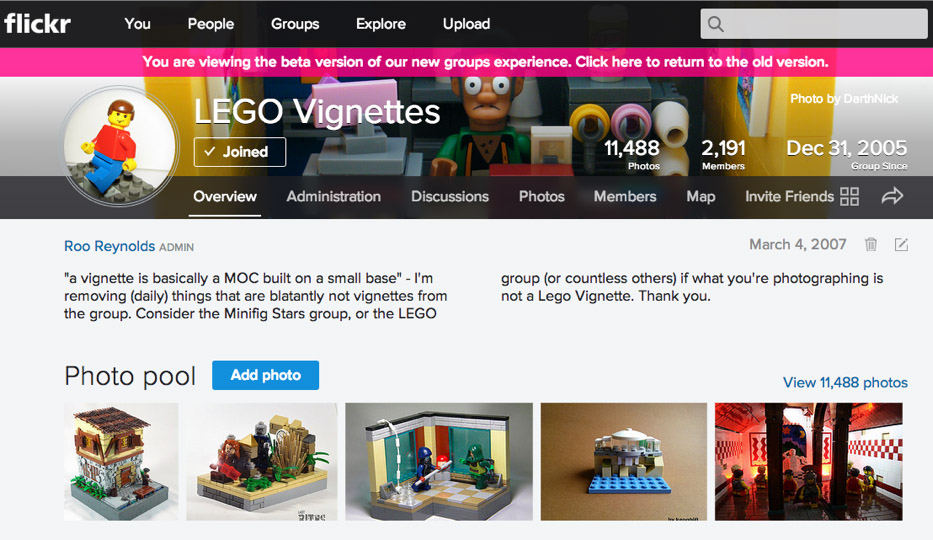 flickr
You People Groups Explore Upload
You are viewing the beta version of our new groups experience. Click here to return to the old version.
LEGO Vignettes
Photo by DarthNick
Joined
11,488 2,191 Dec 31, 2005
Photos Members Group Since
Overview Administration Discussions Photos Members Map Invite Friends
Roo Reynolds ADMIN
March 4, 2007
"a vignette is basically a MOC built on a small base" - I'm
removing (daily) things that are blatantly not vignettes from
the group. Consider the Minifig Stars group, or the LEGO
group (or countless others) if what you're photographing is
not a Lego Vignette. Thank you.
Photo pool Add photo
View 11,488 photos
LAST
RITES